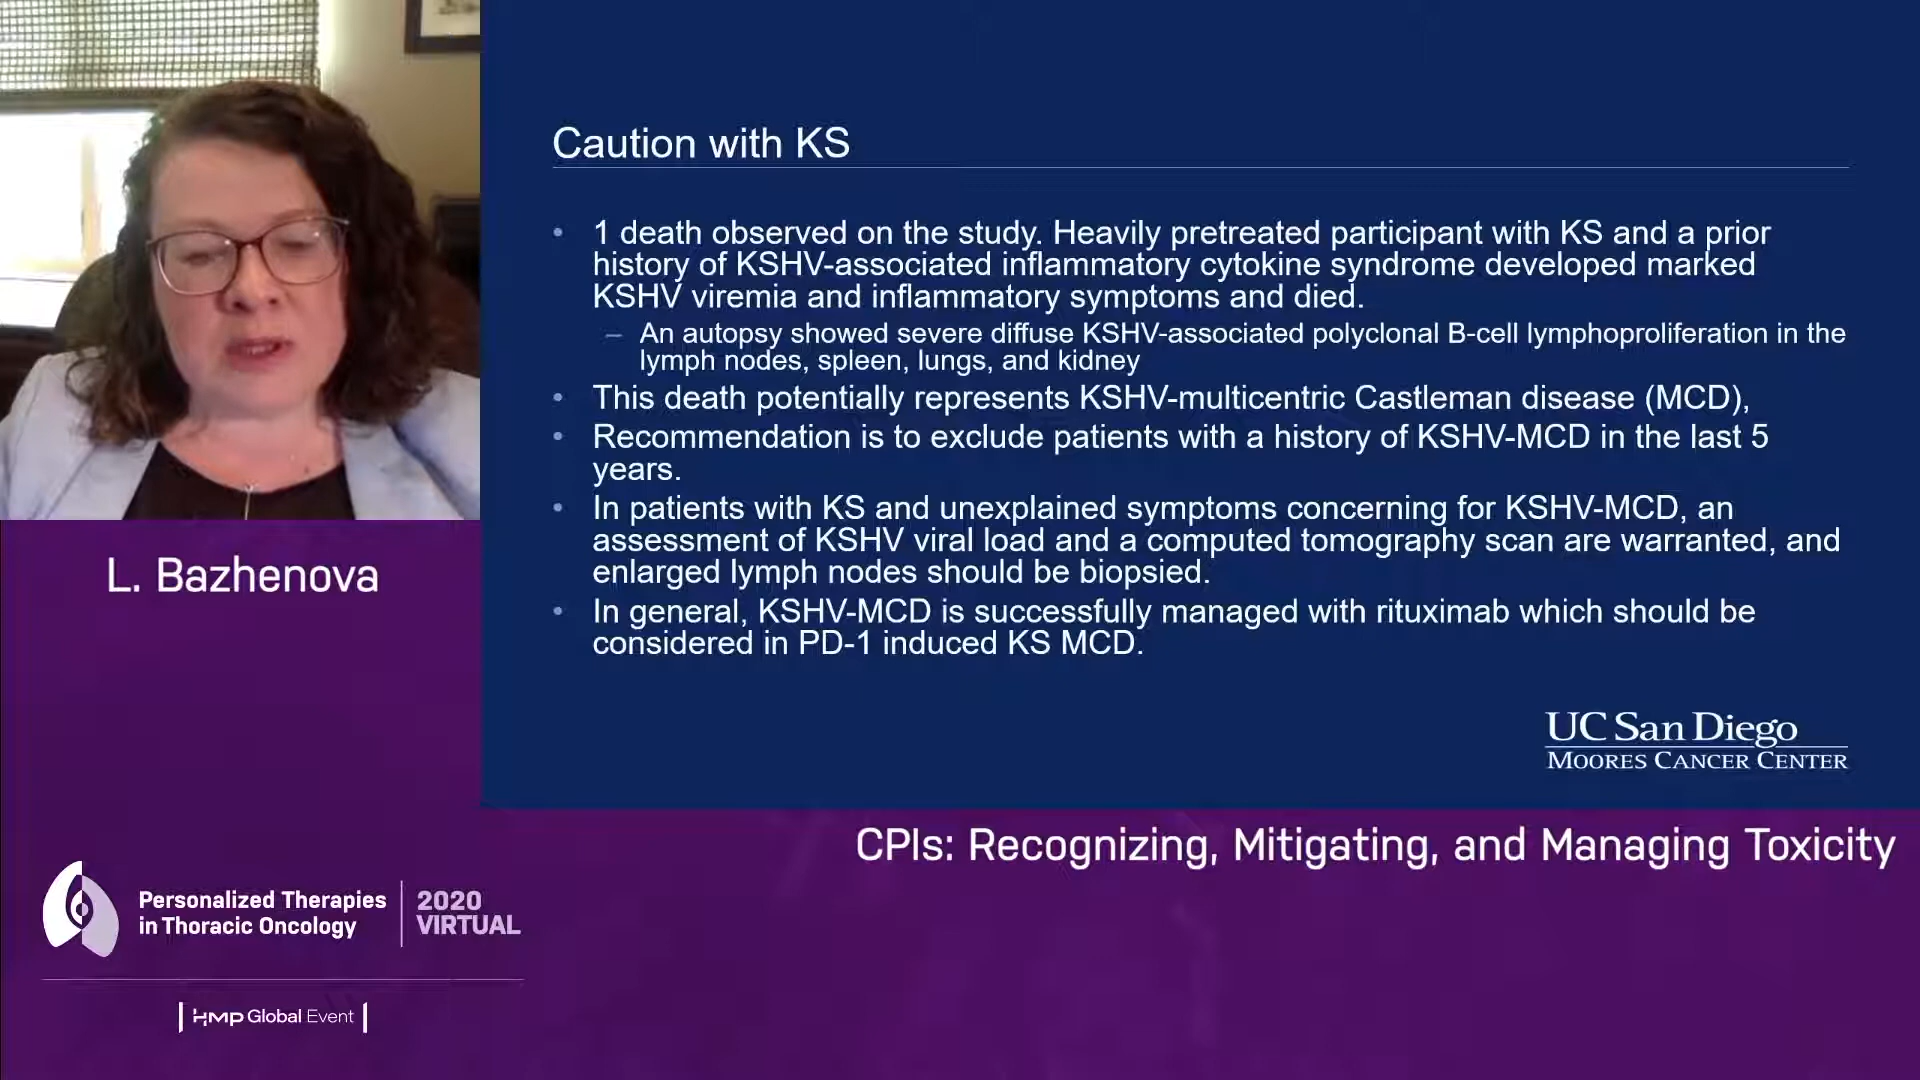 Caution with KS
• 1 death observed on the study. Heavily pretreated participant with KS and a prior
history of KSHV-associated inflammatory cytokine syndrome developed marked
KSHV viremia and inflammatory symptoms and died.
– An autopsy showed severe diffuse KSHV-associated polyclonal B-cell lymphoproliferation in the
lymph nodes, spleen, lungs, and kidney
• This death potentially represents KSHV-multicentric Castleman disease (MCD),
• Recommendation is to exclude patients with a history of KSHV-MCD in the last 5
years.
• In patients with KS and unexplained symptoms concerning for KSHV-MCD, an
assessment of KSHV viral load and a computed tomography scan are warranted, and
enlarged lymph nodes should be biopsied.
• In general, KSHV-MCD is successfully managed with rituximab which should be
considered in PD-1 induced KS MCD.
UC San Diego
MOORES CANCER CENTER
L. Bazhenova
CPIs: Recognizing, Mitigating, and Managing Toxicity
Personalized Therapies
in Thoracic Oncology
2020
VIRTUAL
HMP Global Event